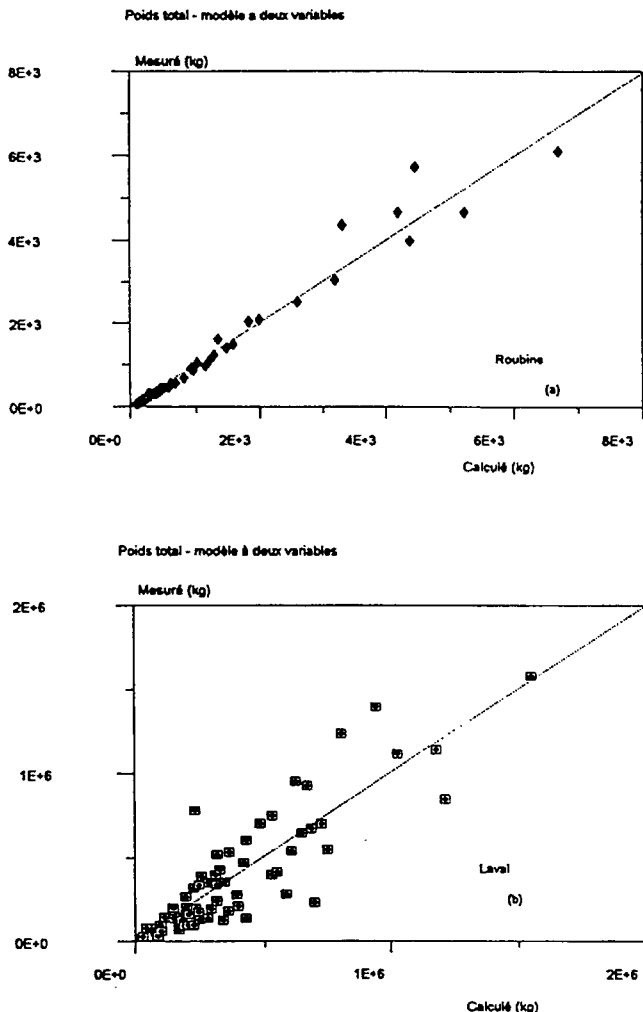 Poids total - modèle a deux variables
Mesuré (kg)
8E+3
6E+3
4E+3
2E+3
0E+0
Roubine
(a)
0E+0 2E+3 4E+3 6E+3 8E+3
Calculé (kg)
Poids total - modèle à deux variables
Mesuré (kg)
2E+6
1E+6
0E+0
Laval
(b)
0E+0 1E+6 2E+6
Calculé (kg)